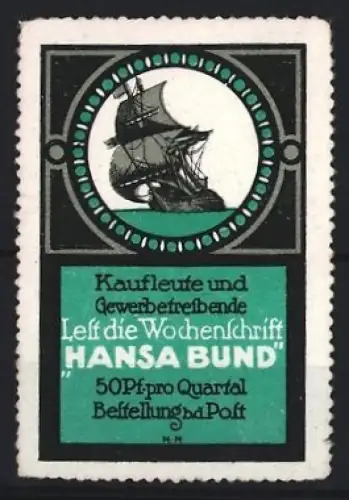 Kaufleute und
Gewerbetreibende
Leſt die Wochenſchrift
"HANSA BUND"
50 Pf. pro Quartal
Beſtellung b.d. Poſt
H.N.